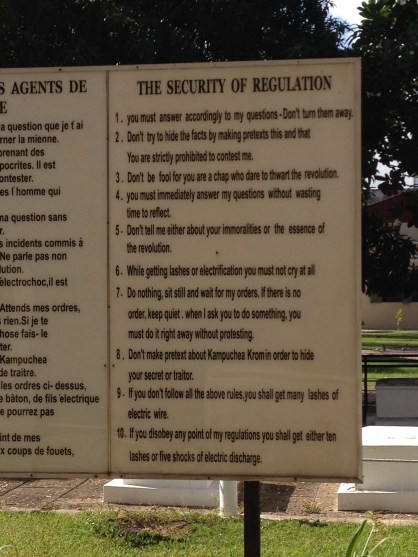 S AGENTS DE
E
a question que je t'ai
rner la mienne.
prenant des
pocrites. Il est
ontester.
es l homme qui
ma question sans
r.
s incidents commis à
Ne parle pas non
lution.
'electrochoc,il est
Attends mes ordres,
s rien.Si je te
hose fais- le
ter.
Kampuchea
de traitre.
les ordres ci- dessus,
e bâton, de fils électrique
e pourrez pas
int de mes
x coups de fouets,
THE SECURITY OF REGULATION
1 . you must answer accordingly to my questions - Don't turn them away.
2 . Don't try to hide the facts by making pretexts this and that
You are strictly prohibited to contest me.
3 . Don't be fool for you are a chap who dare to thwart the revolution.
4 . you must immediately answer my questions without wasting
time to reflect.
5 . Don't tell me either about your immoralities or the essence of
the revolution.
6 . While getting lashes or electrification you must not cry at all
7 . Do nothing, sit still and wait for my orders. If there is no
order, keep quiet . when I ask you to do something, you
must do it right away without protesting.
8 . Don't make pretext about Kampuchea Krom in order to hide
your secret or traitor.
9 . If you don't follow all the above rules,you shall get many lashes of
electric wire.
10 . If you disobey any point of my regulations you shall get either ten
lashes or five shocks of electric discharge.